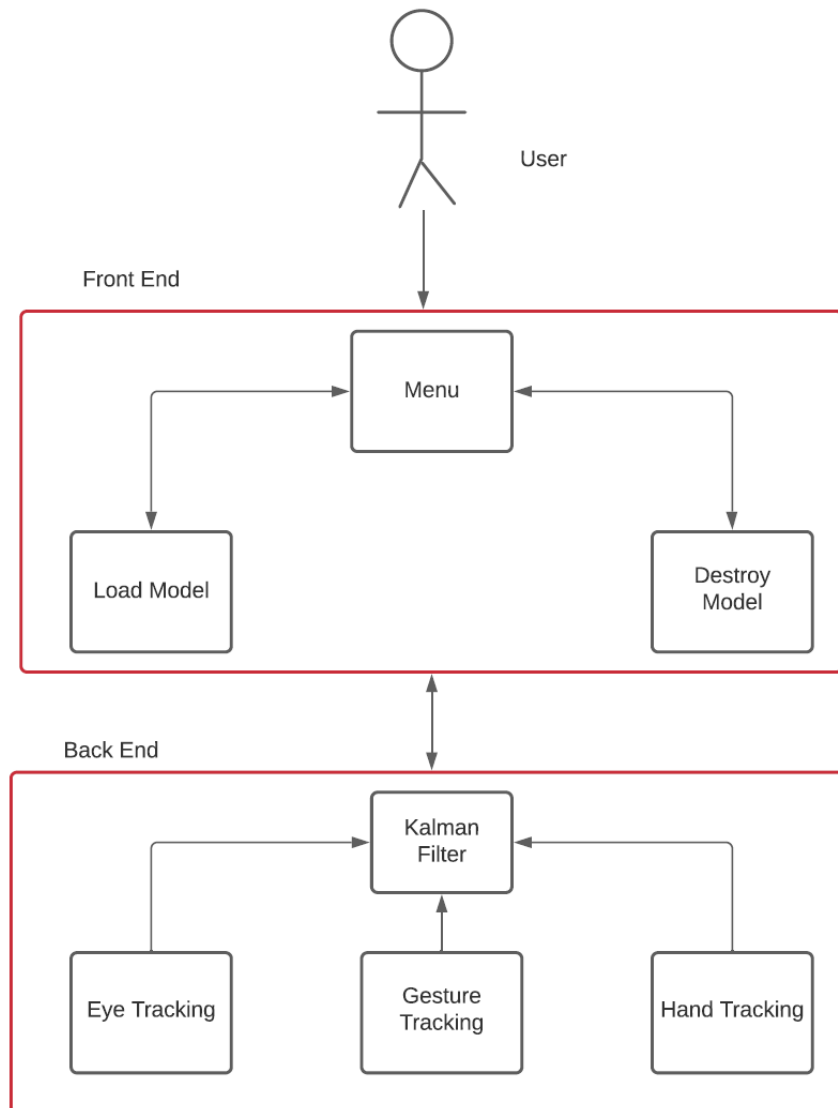 User
Front End
Menu
Load Model
Destroy
Model
Back End
Kalman
Filter
Eye Tracking
Gesture
Tracking
Hand Tracking